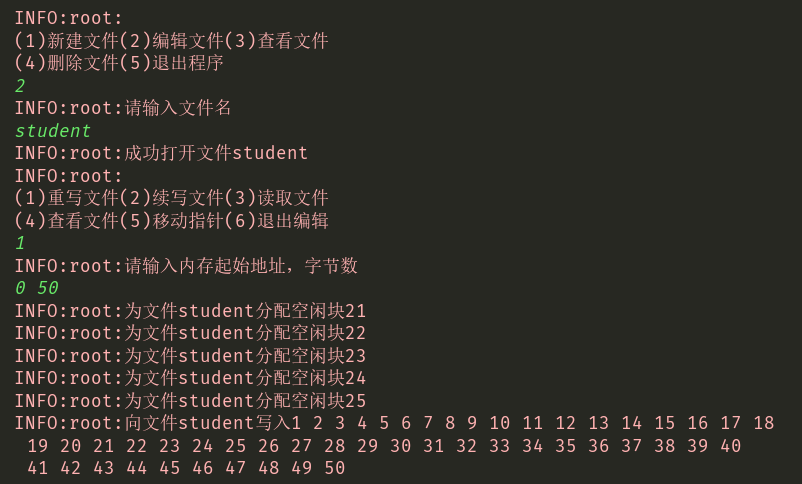 INFO:root:
(1)新建文件(2)编辑文件(3)查看文件
(4)删除文件(5)退出程序
2
INFO:root:请输入文件名
student
INFO:root:成功打开文件student
INFO:root:
(1)重写文件(2)续写文件(3)读取文件
(4)查看文件(5)移动指针(6)退出编辑
1
INFO:root:请输入内存起始地址，字节数
0 50
INFO:root:为文件student分配空闲块21
INFO:root:为文件student分配空闲块22
INFO:root:为文件student分配空闲块23
INFO:root:为文件student分配空闲块24
INFO:root:为文件student分配空闲块25
INFO:root:向文件student写入1 2 3 4 5 6 7 8 9 10 11 12 13 14 15 16 17 18
19 20 21 22 23 24 25 26 27 28 29 30 31 32 33 34 35 36 37 38 39 40
41 42 43 44 45 46 47 48 49 50